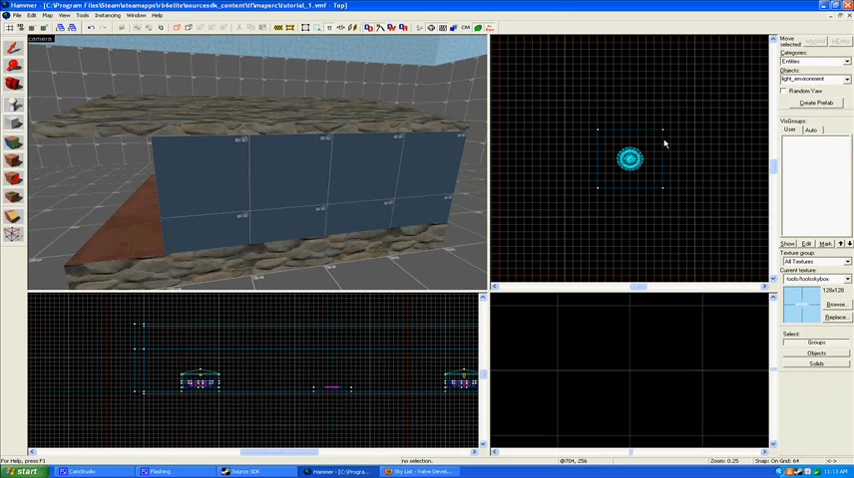 Hammer - [C:\Program Files\Steam\steamapps\rb6elite\sourcesdk_content\tf\maperc\tutorial_1.vmf - Top]
File Edit Map View Tools Instancing Window Help
camera
Move
selected:
Categories:
Entities
Objects:
light_environment
Random Yaw
Create Prefab
VisGroups:
User Auto
Show Edit Mark
Texture group:
All Textures
Current texture:
tools/toolsskybox
128x128
Browse...
Replace...
Select:
Groups
Objects
Solids
For Help, press F1
no selection.
@704, 256
Zoom: 0.25
Snap: On Grid: 64
start
CamStudio
Flashing
Source SDK
Hammer - [C:\Progra...
Sky List - Valve Devel...
11:13 AM